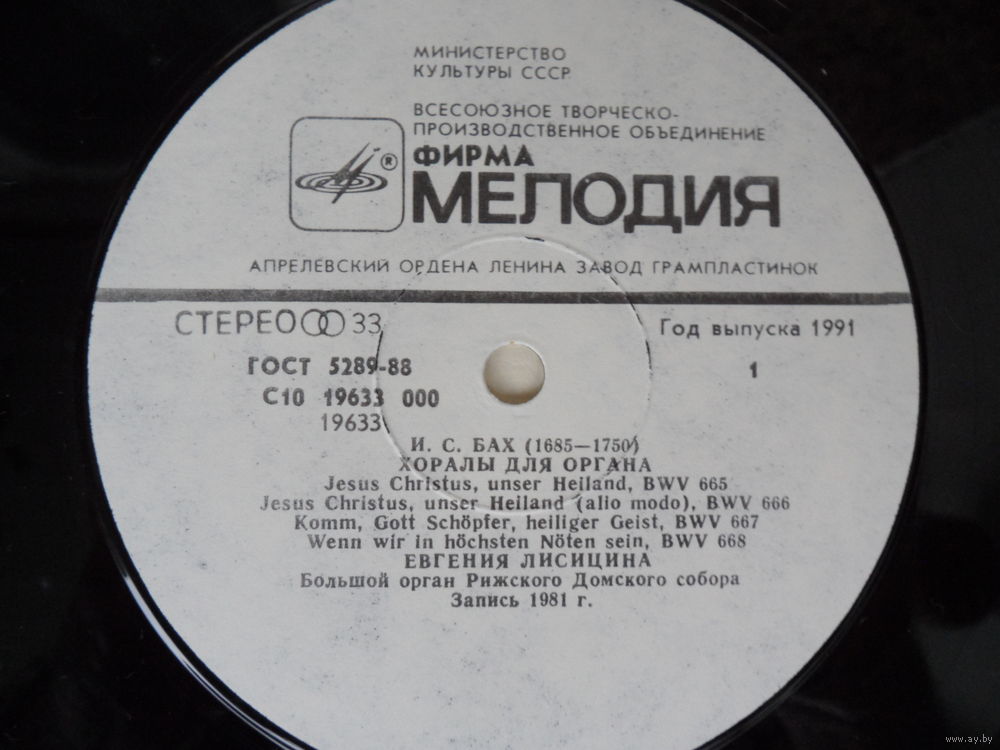 МИНИСТЕРСТВО
КУЛЬТУРЫ СССР
ВСЕСОЮЗНОЕ ТВОРЧЕСКО-
ПРОИЗВОДСТВЕННОЕ ОБЪЕДИНЕНИЕ
®
ФИРМА
МЕЛОДИЯ
АПРЕЛЕВСКИЙ ОРДЕНА ЛЕНИНА ЗАВОД ГРАМПЛАСТИНОК
СТЕРЕО 33
Год выпуска 1991
ГОСТ 5289-88
1
С10 19633 000
19633
И. С. БАХ (1685—1750)
ХОРАЛЫ ДЛЯ ОРГАНА
Jesus Christus, unser Heiland, BWV 665
Jesus Christus, unser Heiland (alio modo), BWV 666
Komm, Gott Schöpfer, heiliger Geist, BWV 667
Wenn wir in höchsten Nöten sein, BWV 668
ЕВГЕНИЯ ЛИСИЦИНА
Большой орган Рижского Домского собора
Запись 1981 г.
www.ay.by